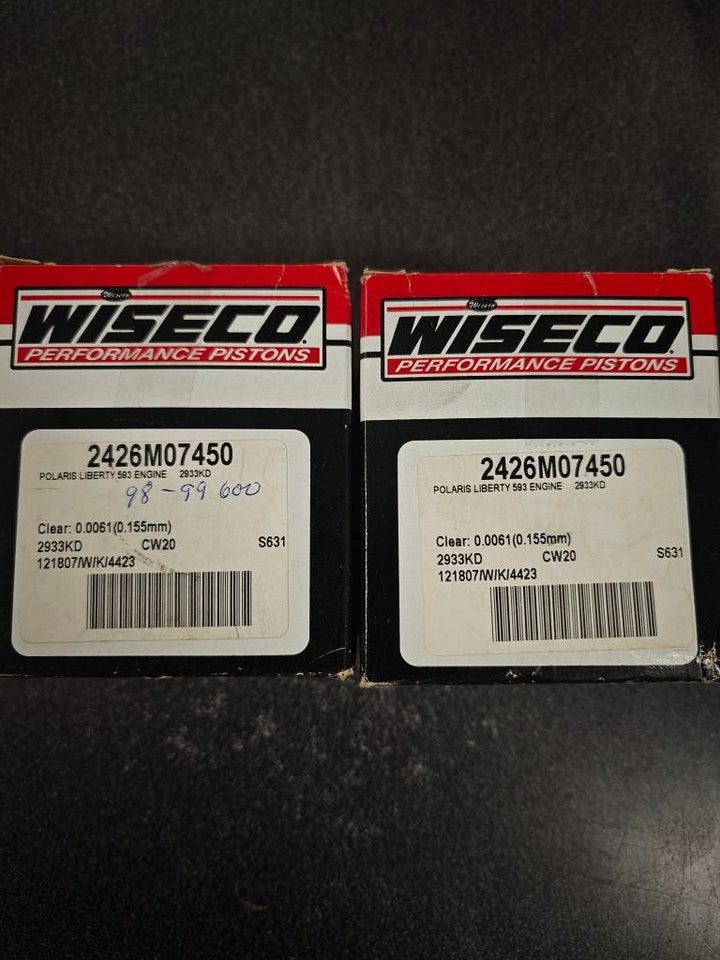 Wiseco
WISECO
PERFORMANCE PISTONS
2426M07450
POLARIS LIBERTY 593 ENGINE 2933KD
98-99 600
Clear: 0.0061(0.155mm)
2933KD CW20 S631
121807/W/K/4423
Wiseco
WISECO
PERFORMANCE PISTONS
2426M07450
POLARIS LIBERTY 593 ENGINE 2933KD
Clear: 0.0061(0.155mm)
2933KD CW20 S631
121807/W/K/4423